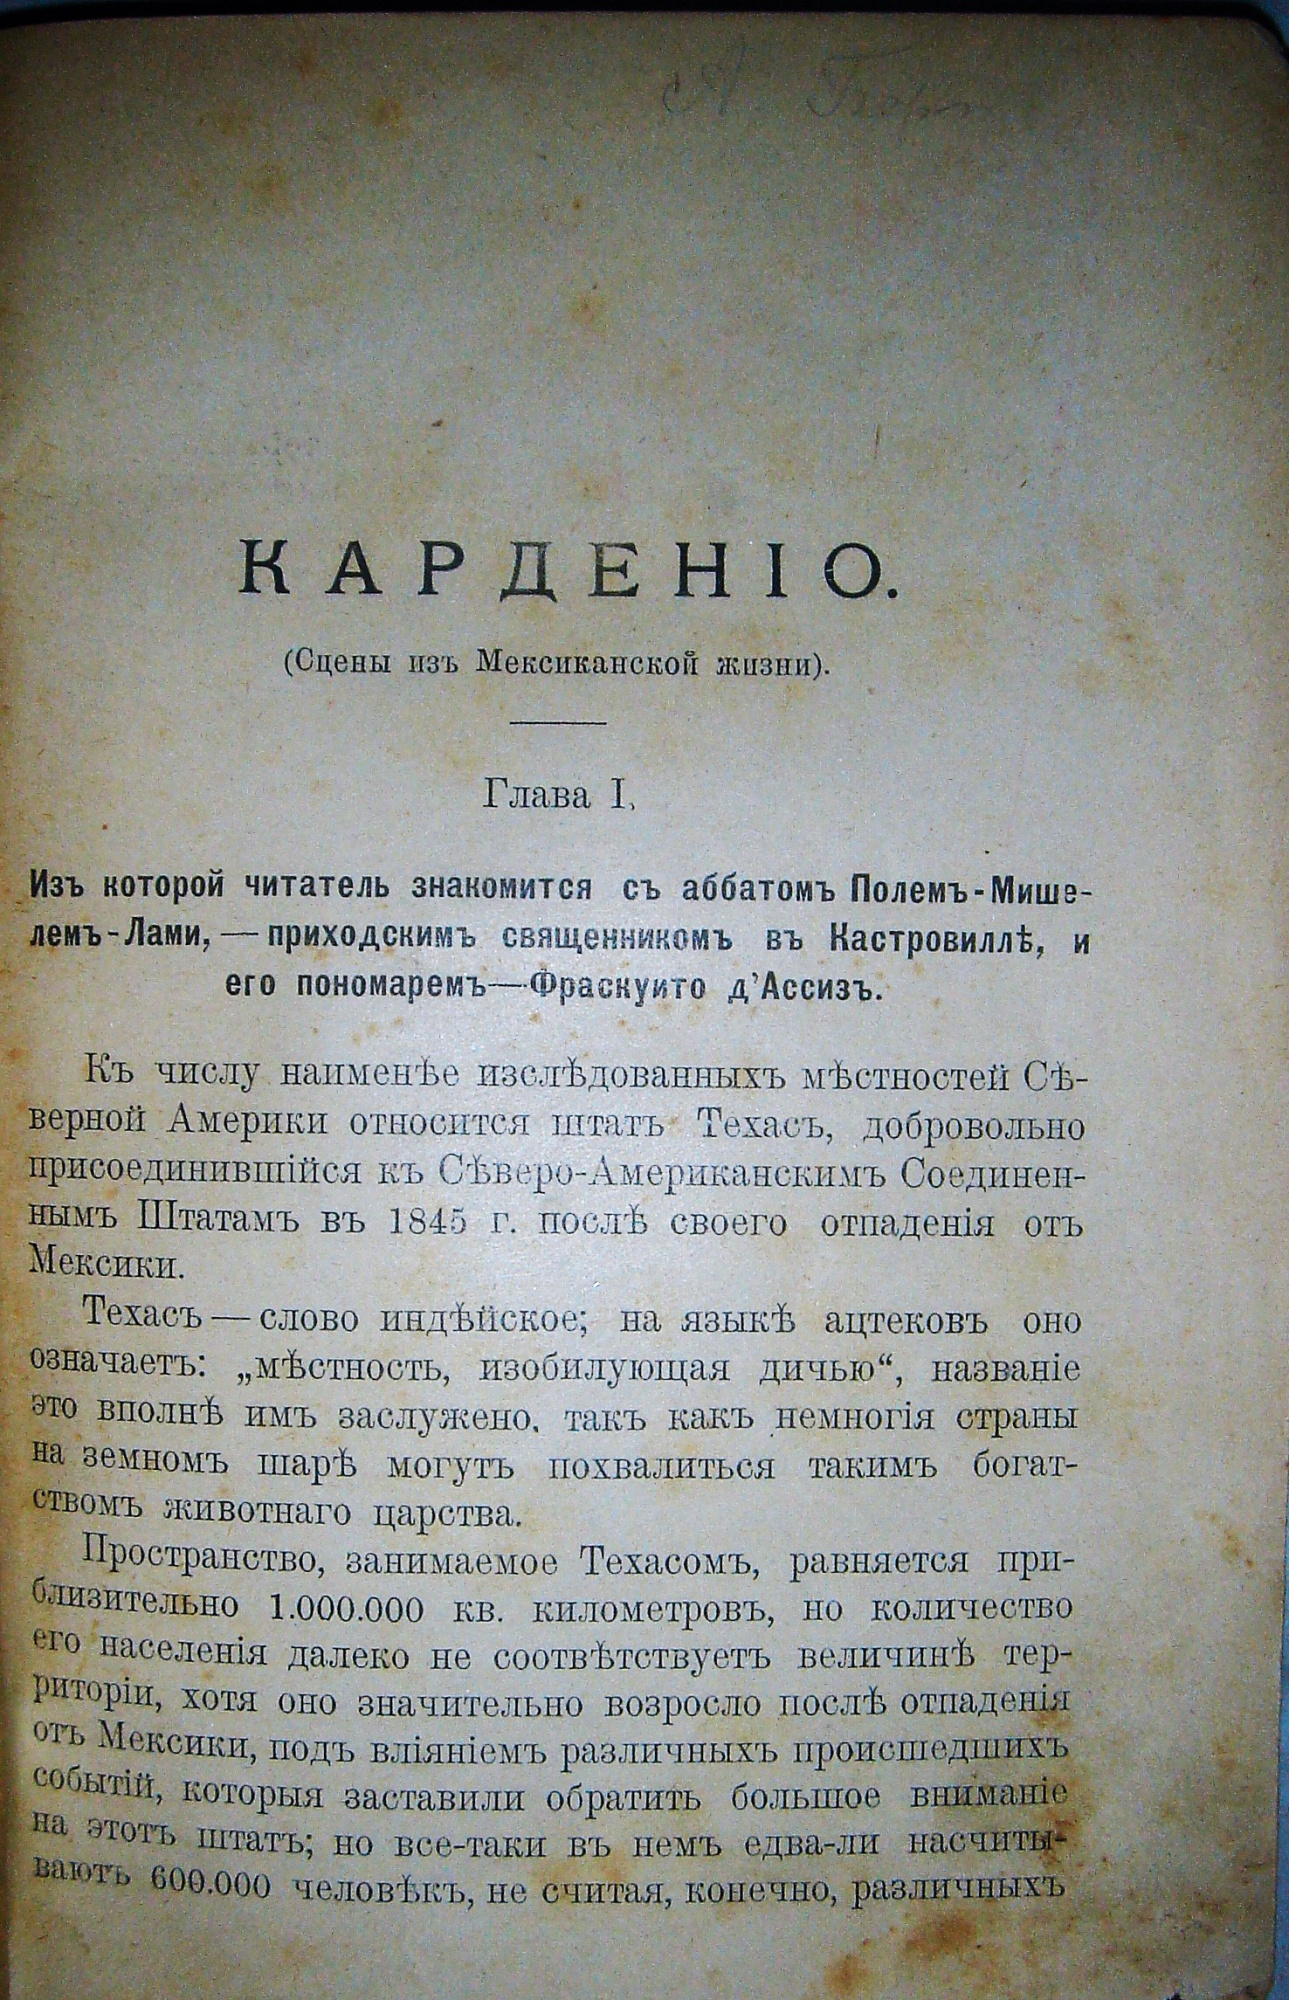 КАРДЕНІО.
(Сцены изъ Мексиканской жизни).
Глава I.
Изъ которой читатель знакомится съ аббатомъ Полемъ-Мише-
лемъ-Лами, — приходскимъ священникомъ въ Кастровиллѣ, и
его пономаремъ — Фраскуито д'Ассизъ.
Къ числу наименѣе изслѣдованныхъ мѣстностей Сѣ-
верной Америки относится штатъ Техасъ, добровольно
присоединившійся къ Сѣверо-Американскимъ Соединен-
нымъ Штатамъ въ 1845 г. послѣ своего отпаденія отъ
Мексики.
Техасъ — слово индѣйское; на языкѣ ацтековъ оно
означаетъ: „мѣстность, изобилующая дичью“, названіе
это вполнѣ имъ заслужено, такъ какъ немногія страны
на земномъ шарѣ могутъ похвалиться такимъ богат-
ствомъ животнаго царства.
Пространство, занимаемое Техасомъ, равняется при-
близительно 1.000.000 кв. километровъ, но количество
его населенія далеко не соотвѣтствуетъ величинѣ тер-
риторіи, хотя оно значительно возросло послѣ отпаденія
отъ Мексики, подъ вліяніемъ различныхъ происшедшихъ
событій, которыя заставили обратить большое вниманіе
на этотъ штатъ; но все-таки въ немъ едва-ли насчиты-
ваютъ 600.000 человѣкъ, не считая, конечно, различныхъ